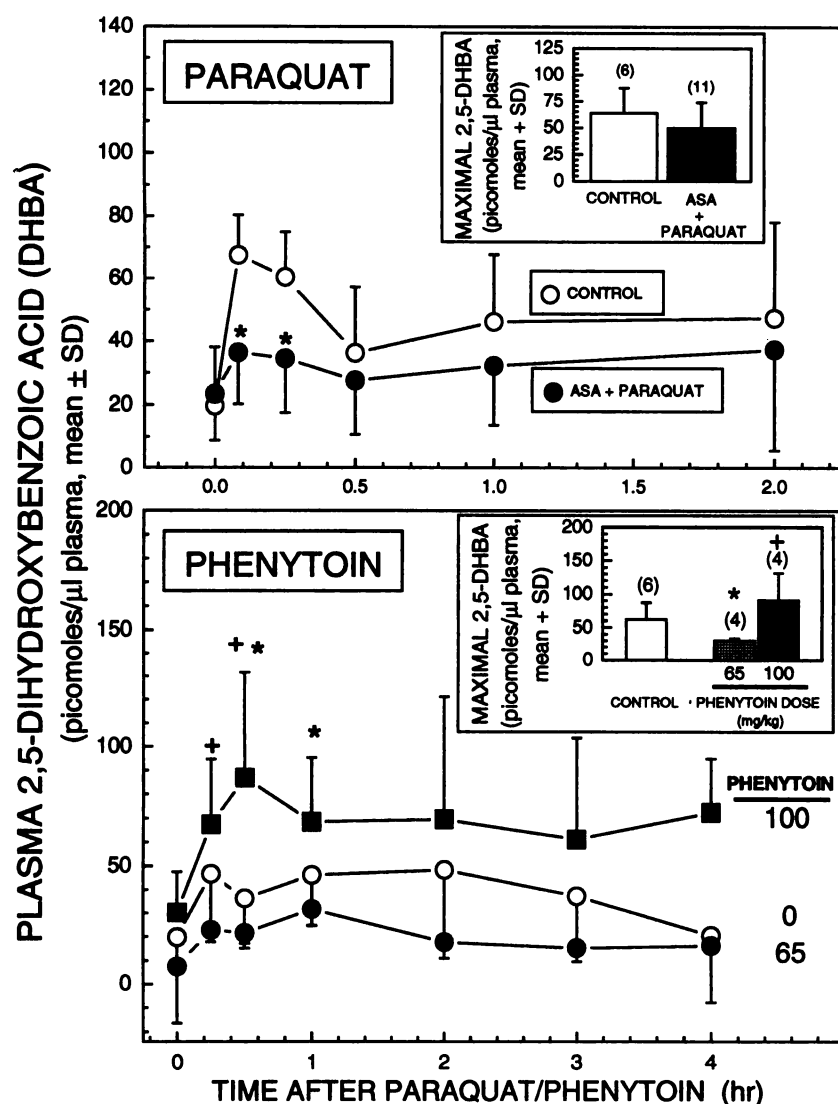 PLASMA 2,5-DIHYDROXYBENZOIC ACID (DHBA)
(picomoles/µl plasma, mean ± SD)
140
120
100
80
60
40
20
0
PARAQUAT
MAXIMAL 2,5-DHBA
(picomoles/µl plasma,
mean + SD)
125
100
75
50
25
0
(6)
(11)
CONTROL
ASA
+
PARAQUAT
CONTROL
ASA + PARAQUAT
*
*
0.0
0.5
1.0
1.5
2.0
200
150
100
50
0
PHENYTOIN
MAXIMAL 2,5-DHBA
(picomoles/µl plasma,
mean + SD)
200
150
100
50
0
(6)
*
(4)
+
(4)
65
100
CONTROL
PHENYTOIN DOSE
(mg/kg)
+
+ *
*
PHENYTOIN
100
0
65
0
1
2
3
4
TIME AFTER PARAQUAT/PHENYTOIN (hr)